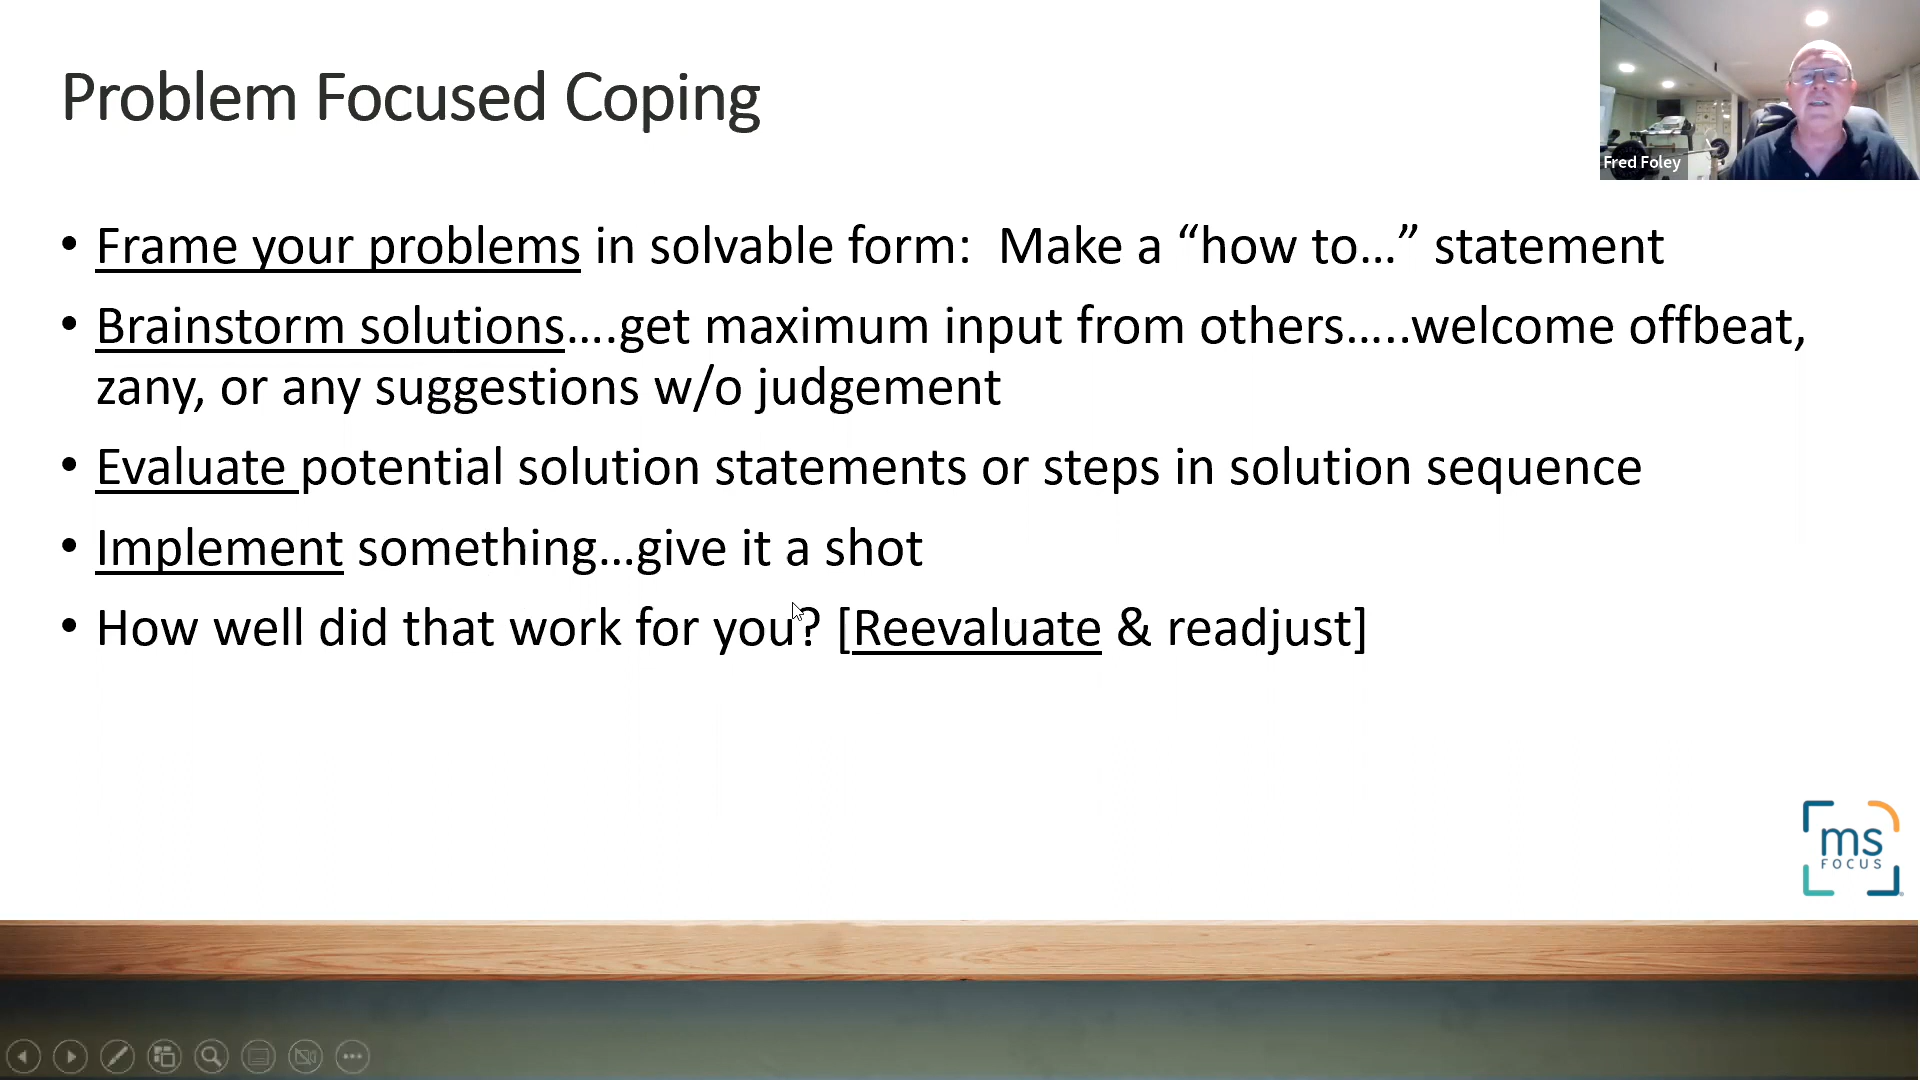 Problem Focused Coping
Fred Foley
• Frame your problems in solvable form:  Make a “how to…” statement
• Brainstorm solutions….get maximum input from others…..welcome offbeat,
zany, or any suggestions w/o judgement
• Evaluate potential solution statements or steps in solution sequence
• Implement something…give it a shot
• How well did that work for you? [Reevaluate & readjust]
ms
FOCUS